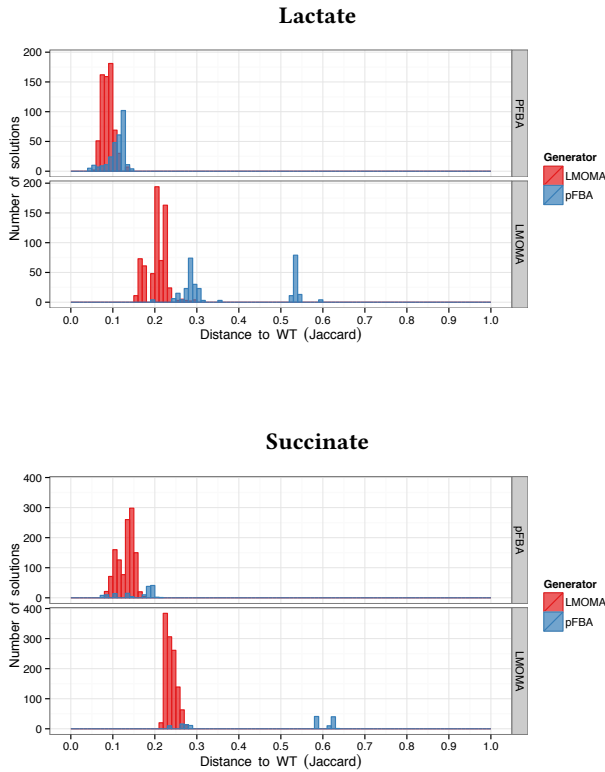 Lactate
200
150
100
50
0
PFBA
200
150
100
50
0
LMOMA
Number of solutions
0.0 0.1 0.2 0.3 0.4 0.5 0.6 0.7 0.8 0.9 1.0
Distance to WT (Jaccard)
Generator
LMOMA
pFBA
Succinate
400
300
200
100
0
pFBA
400
300
200
100
0
LMOMA
Number of solutions
0.0 0.1 0.2 0.3 0.4 0.5 0.6 0.7 0.8 0.9 1.0
Distance to WT (Jaccard)
Generator
LMOMA
pFBA